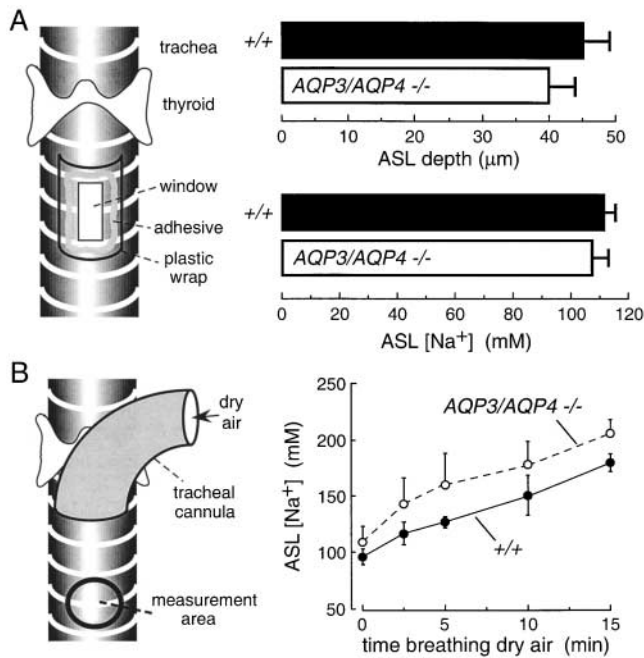 A
trachea
thyroid
window
adhesive
plastic
wrap
+/+
AQP3/AQP4 -/-
0 10 20 30 40 50
ASL depth (μm)
+/+
AQP3/AQP4 -/-
0 20 40 60 80 100 120
ASL [Na⁺] (mM)
B
dry
air
tracheal
cannula
measurement
area
250
200
150
100
50
ASL [Na⁺] (mM)
AQP3/AQP4 -/-
+/+
0 5 10 15
time breathing dry air (min)